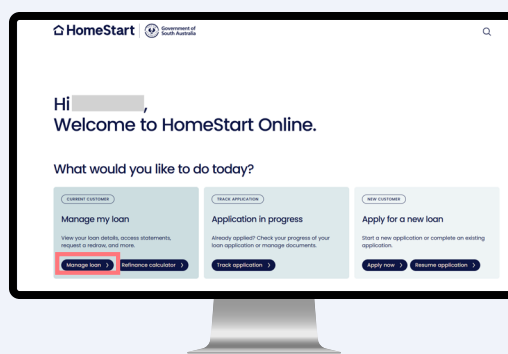 HomeStart
Government of
South Australia
Hi ,
Welcome to HomeStart Online.
What would you like to do today?
CURRENT CUSTOMER
Manage my loan
View your loan details, access statements,
request a redraw, and more.
Manage loan >
Refinance calculator >
TRACK APPLICATION
Application in progress
Already applied? Check your progress of your
loan application or manage documents.
Track application >
NEW CUSTOMER
Apply for a new loan
Start a new application or complete an existing
application.
Apply now >
Resume application >